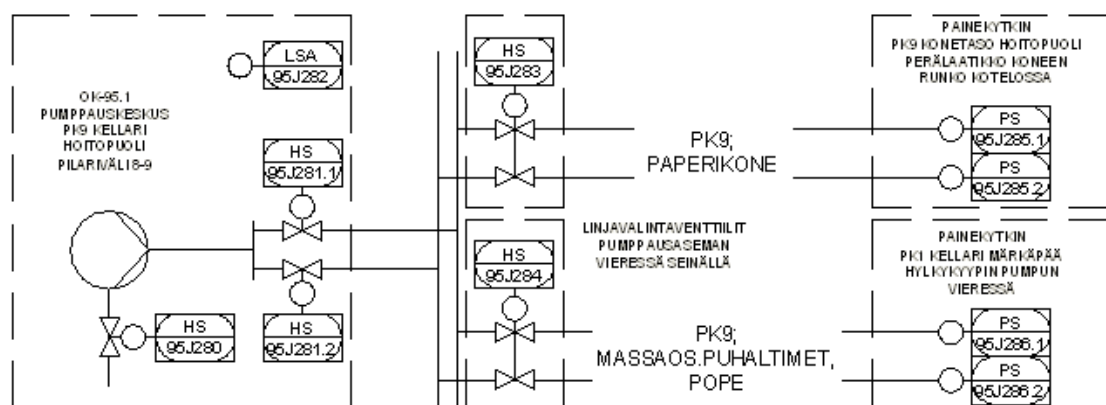 LSA
95J282
OK-95.1
PUMPPAUSKESKUS
PK9 KELLARI
HOITOPUOLI
PILARIVÄLI 8-9
HS
95J281.1
HS
95J280
HS
95J281.2
HS
95J283
HS
95J284
LINJAVALINTAVENTTIILIT
PUMPPAUSASEMAN
VIERESSÄ SEINÄLLÄ
PK9;
PAPERIKONE
PK9;
MASSAOS.PUHALTIMET,
POPE
PAINEKYTKIN
PK9 KONETASO HOITOPUOLI
PERÄLAATIKKO KONEEN
RUNKO KOTELOSSA
PS
95J285.1
PS
95J285.2
PAINEKYTKIN
PK1 KELLARI MÄRKÄPÄÄ
HYLKYKYYPIN PUMPUN
VIERESSÄ
PS
95J286.1
PS
95J286.2